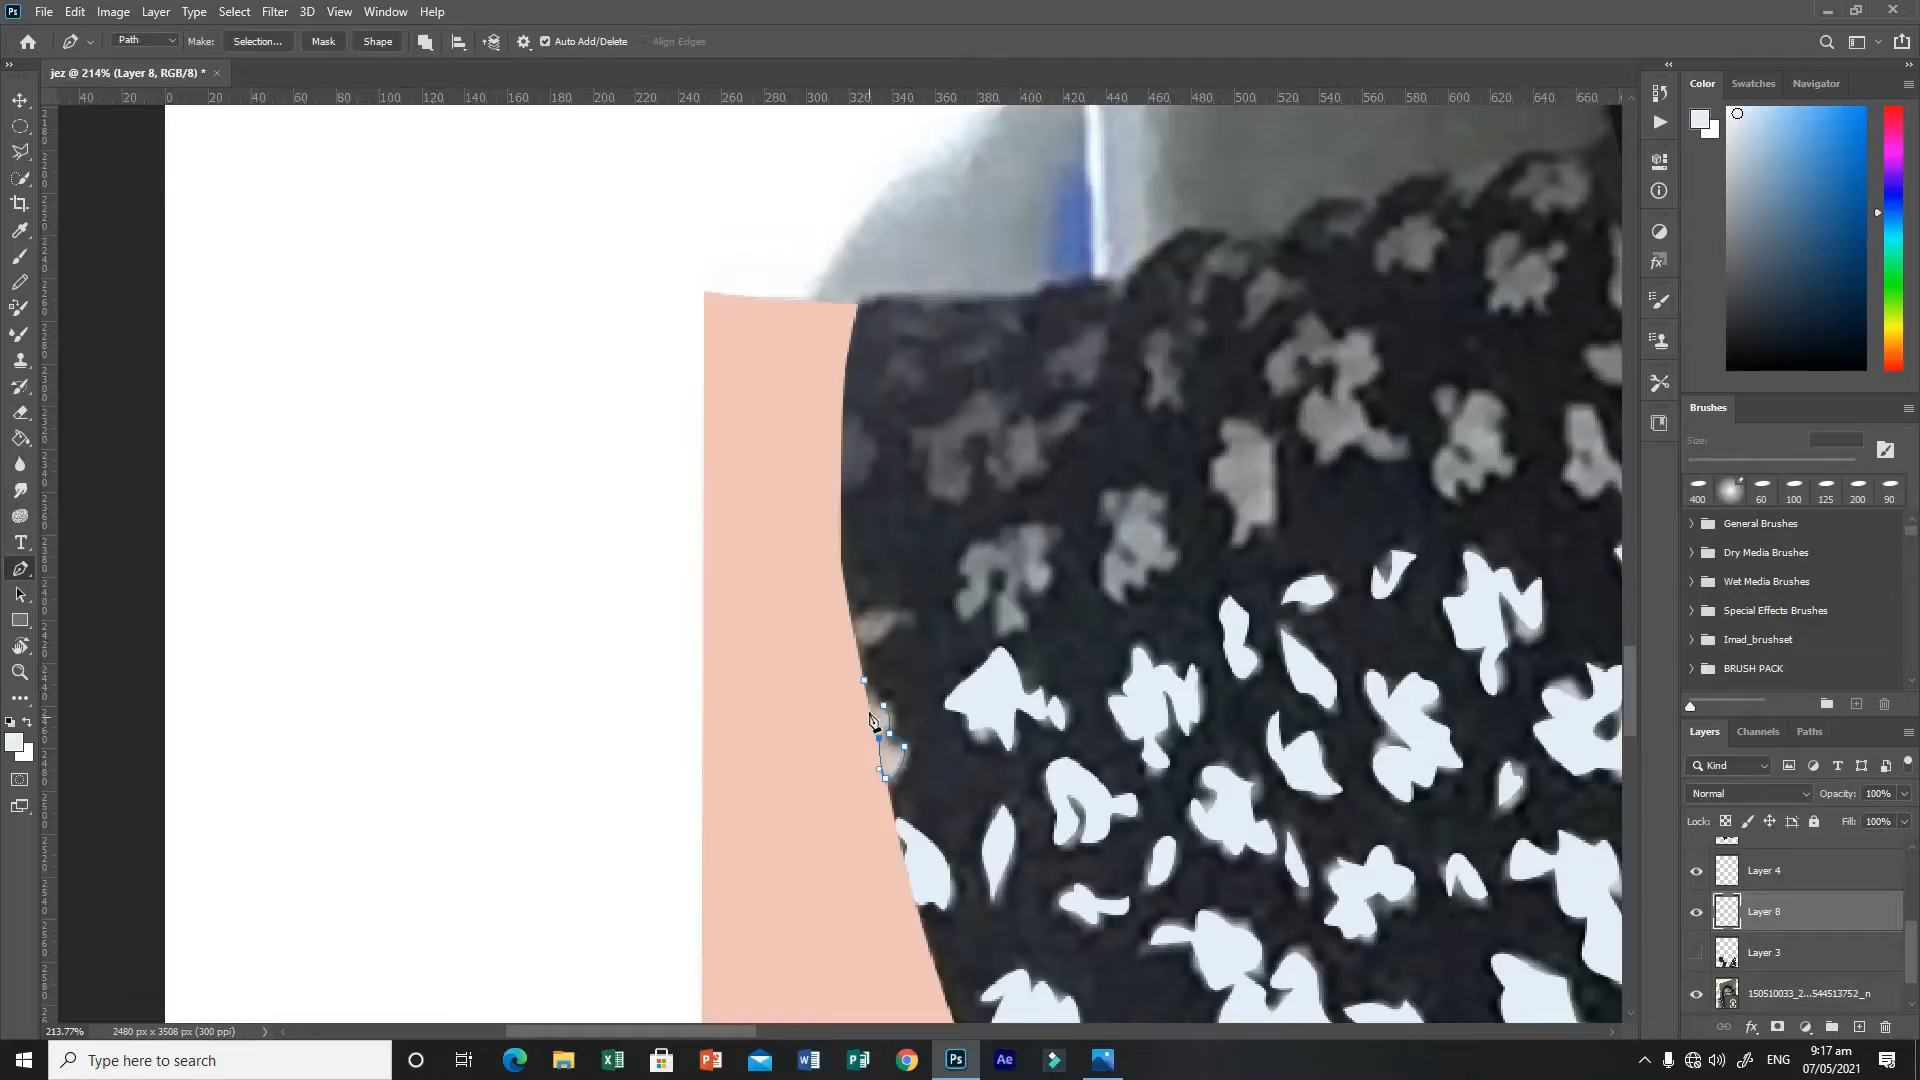 Ps File Edit Image Layer Type Select Filter 3D View Window Help
Path Make: Selection... Mask Shape Auto Add/Delete Align Edges
jez @ 214% (Layer 8, RGB/8) * ×
40 20 0 20 40 60 80 100 120 140 160 180 200 220 240 260 280 300 320 340 360 380 400 420 440 460 480 500 520 540 560 580 600 620 640 660
Color Swatches Navigator
Brushes
Size:
400 60 100 125 200 90
General Brushes
Dry Media Brushes
Wet Media Brushes
Special Effects Brushes
Imad_brushset
BRUSH PACK
Layers Channels Paths
Kind
Normal Opacity: 100%
Lock: Fill: 100%
Layer 4
Layer 8
Layer 3
150510033_2...544513752_n
213.77% 2480 px x 3508 px (300 ppi)
Type here to search
Ps Ae
ENG
9:17 am
07/05/2021